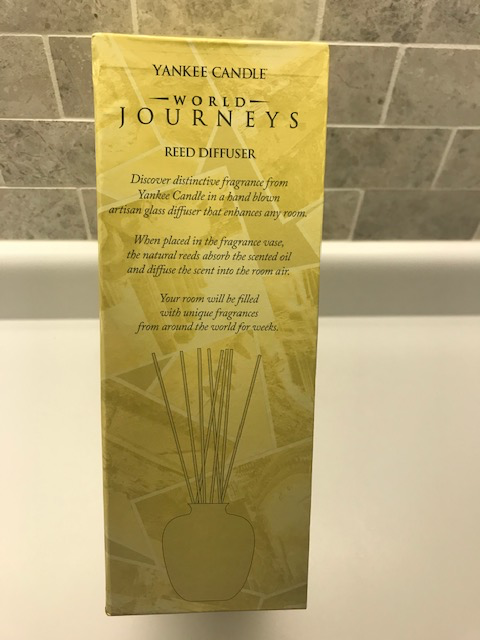 YANKEE CANDLE
WORLD
JOURNEYS
REED DIFFUSER
Discover distinctive fragrance from
Yankee Candle in a hand blown
artisan glass diffuser that enhances any room.
When placed in the fragrance vase,
the natural reeds absorb the scented oil
and diffuse the scent into the room air.
Your room will be filled
with unique fragrances
from around the world for weeks.